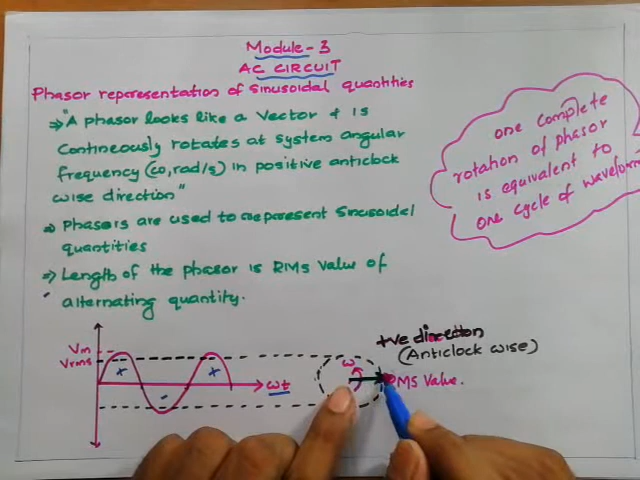 Module-3
AC CIRCUIT
Phasor representation of sinusoidal quantities
⇒ "A phasor looks like a Vector & is
Contineously rotates at System angular
frequency (ω, rad/s) in positive anticlock
wise direction"
⇒ Phasors are used to represent Sinusoidal
quantities
⇒ Length of the phasor is RMS Value of
alternating quantity.
one complete
rotation of phasor
is equivalent to
one cycle of waveform
+ve direction
(Anticlock wise)
Vm
Vrms
+
-
+
ωt
ω
RMS Value.